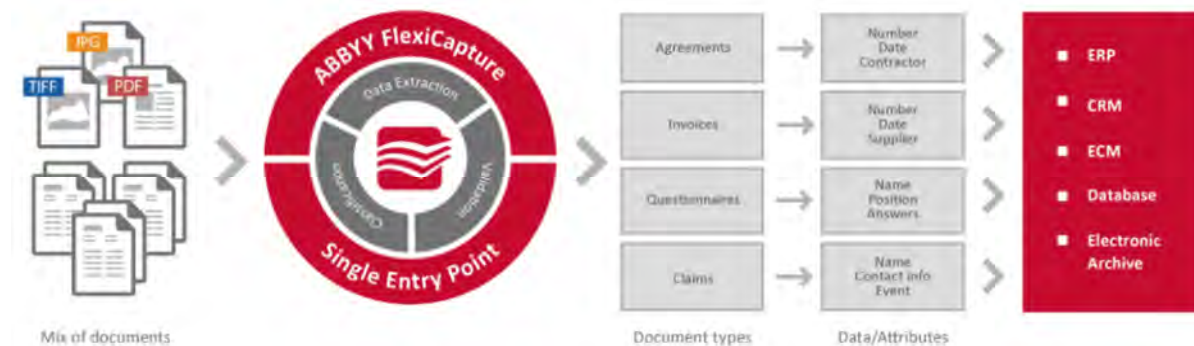 JPG
TIFF
PDF
Mix of documents
ABBYY FlexiCapture
Data Extraction
Classification
Validation
Single Entry Point
Agreements
Number
Date
Contractor
Invoices
Number
Date
Supplier
Questionnaires
Name
Position
Answers
Claims
Name
Contact info
Event
Document types
Data/Attributes
ERP
CRM
ECM
Database
Electronic
Archive